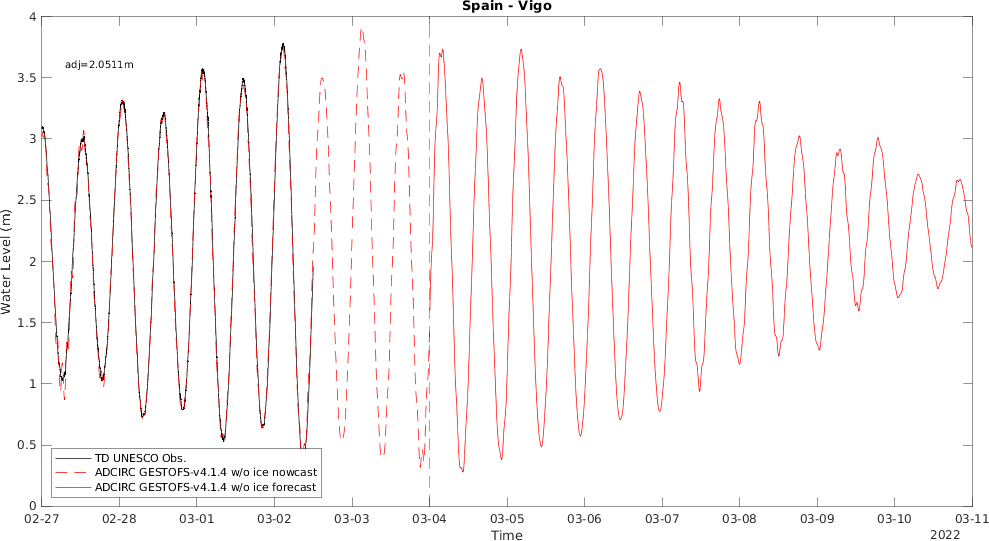 Spain - Vigo
adj=2.0511m
4
3.5
3
2.5
2
1.5
1
0.5
0
Water Level (m)
TD UNESCO Obs.
ADCIRC GESTOFS-v4.1.4 w/o ice nowcast
ADCIRC GESTOFS-v4.1.4 w/o ice forecast
02-27 02-28 03-01 03-02 03-03 03-04 03-05 03-06 03-07 03-08 03-09 03-10 03-11
Time
2022